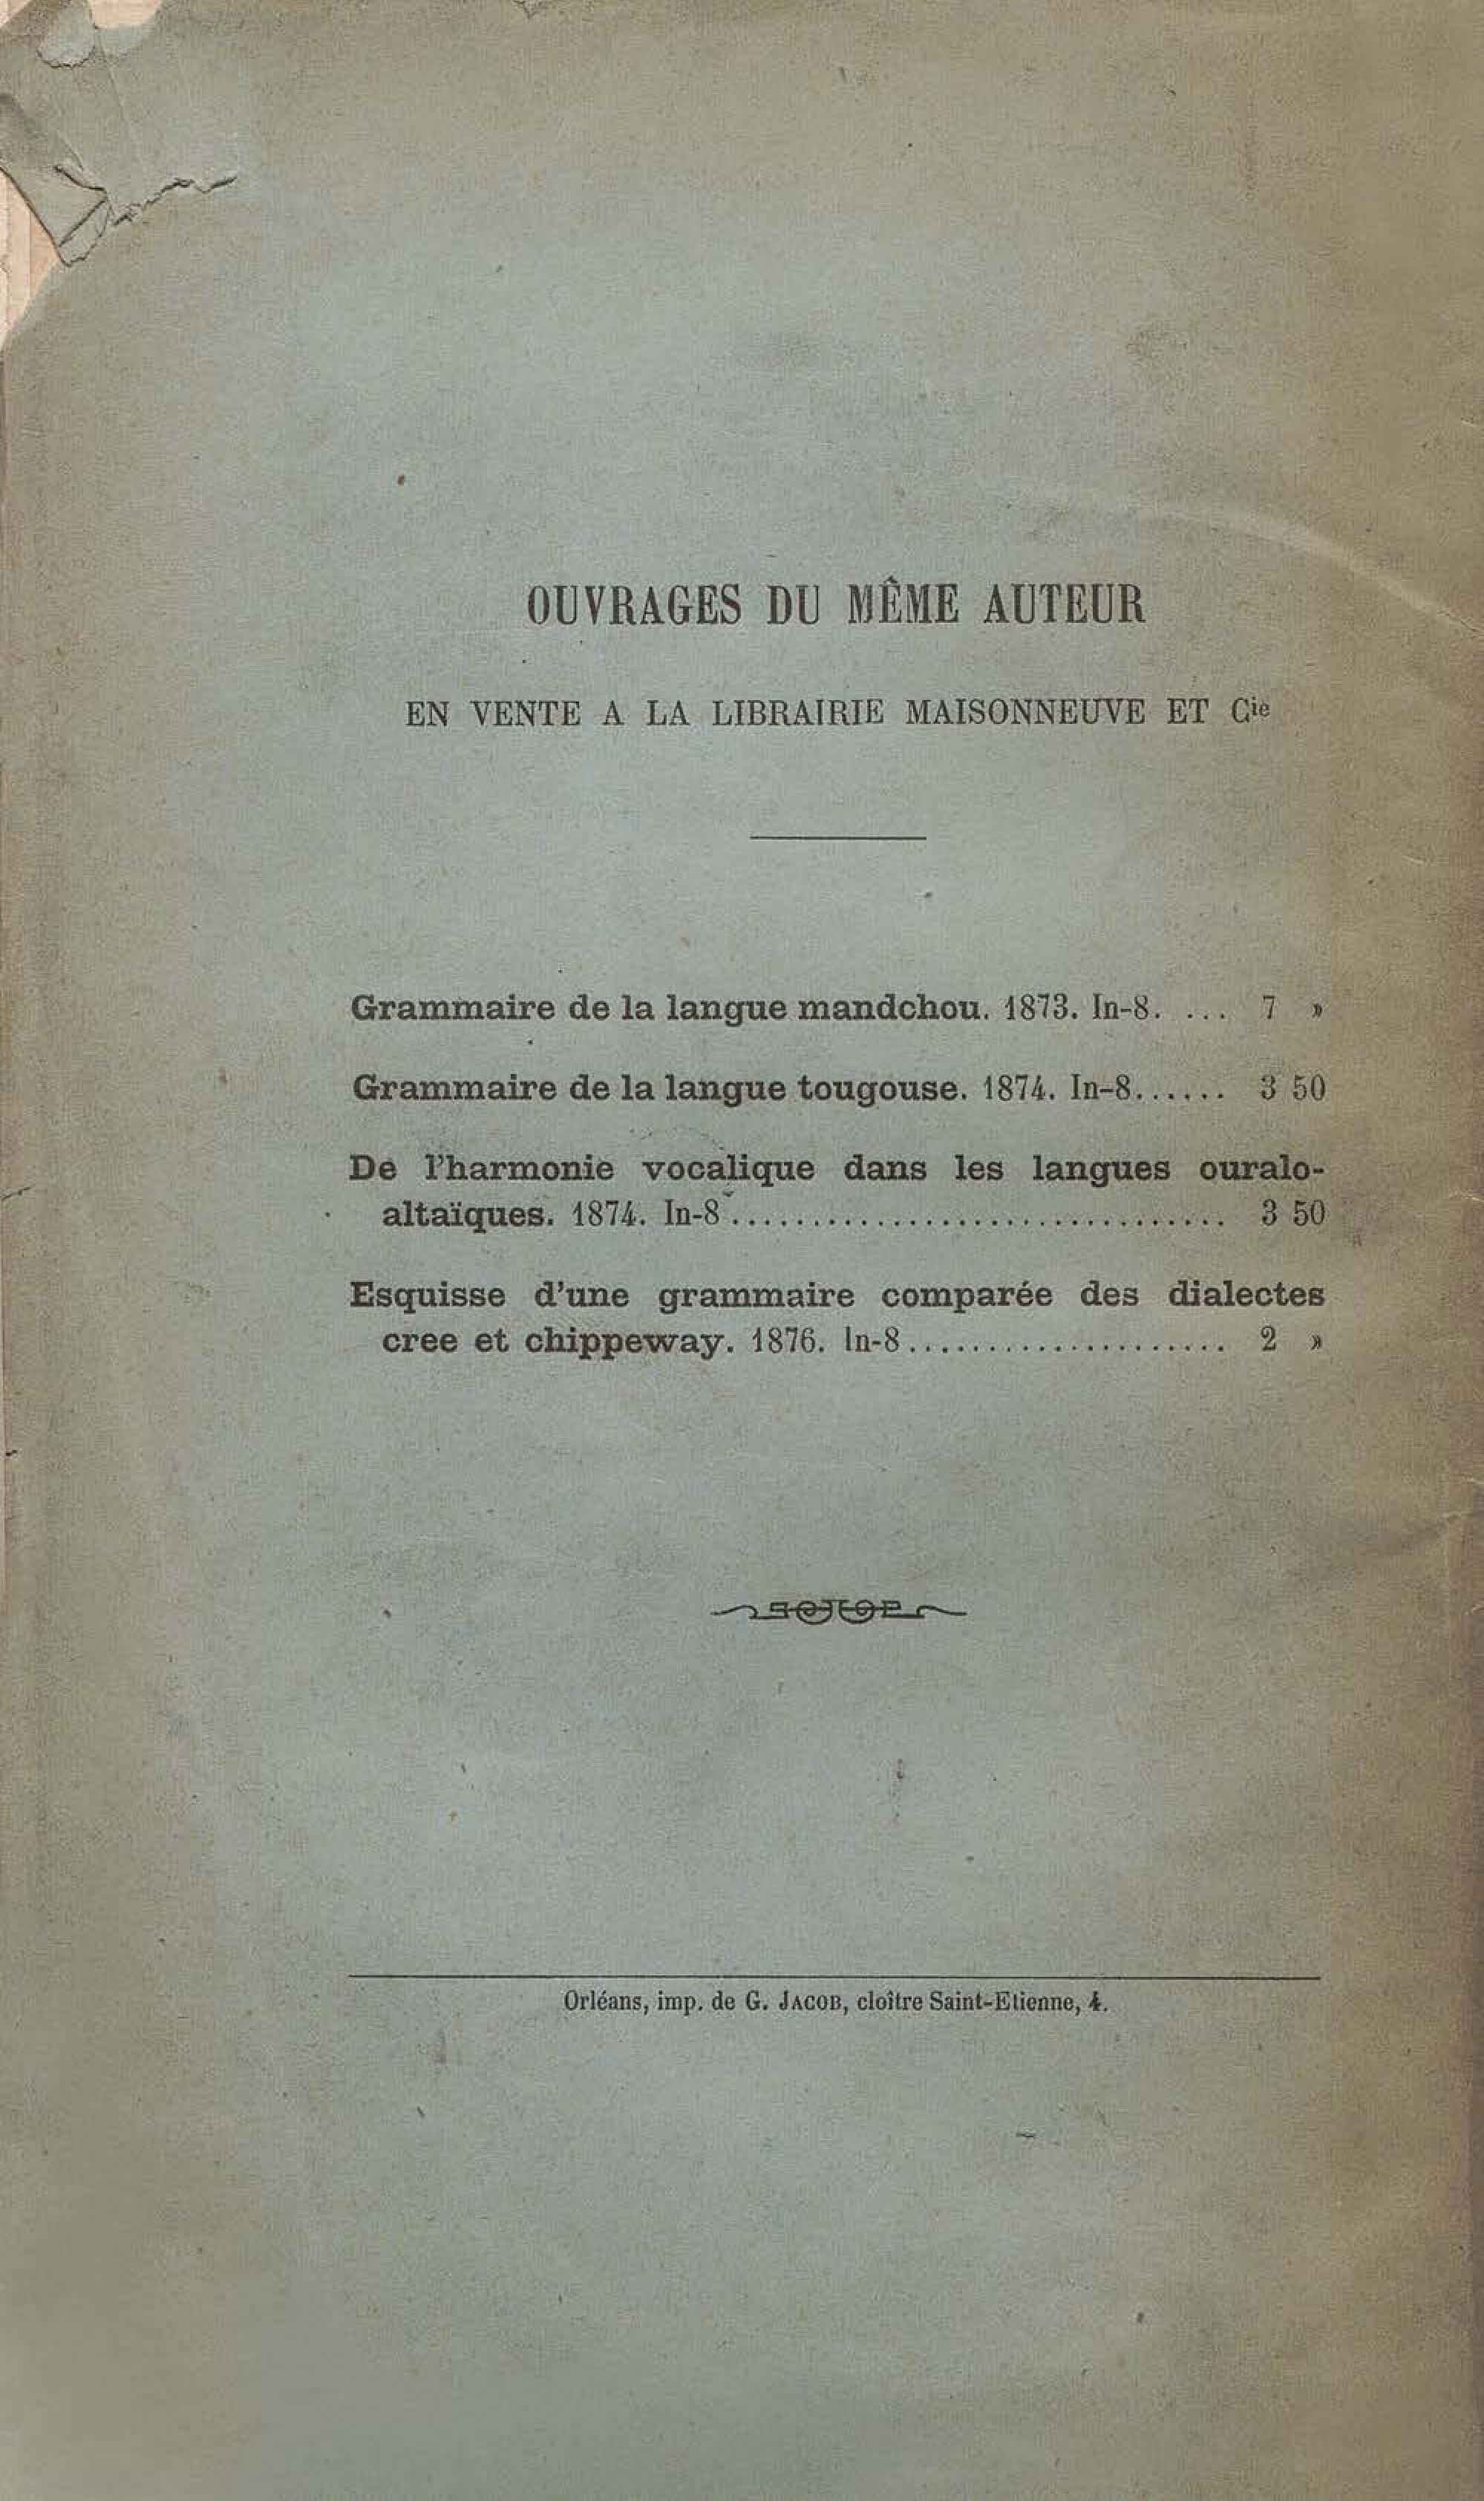 OUVRAGES DU MÊME AUTEUR
EN VENTE A LA LIBRAIRIE MAISONNEUVE ET Cie
Grammaire de la langue mandchou. 1873. In-8. ... 7 »
Grammaire de la langue tougouse. 1874. In-8...... 3 50
De l'harmonie vocalique dans les langues ouralo-
altaïques. 1874. In-8.............................. 3 50
Esquisse d'une grammaire comparée des dialectes
cree et chippeway. 1876. In-8.................... 2 »
Orléans, imp. de G. JACOB, cloître Saint-Etienne, 4.